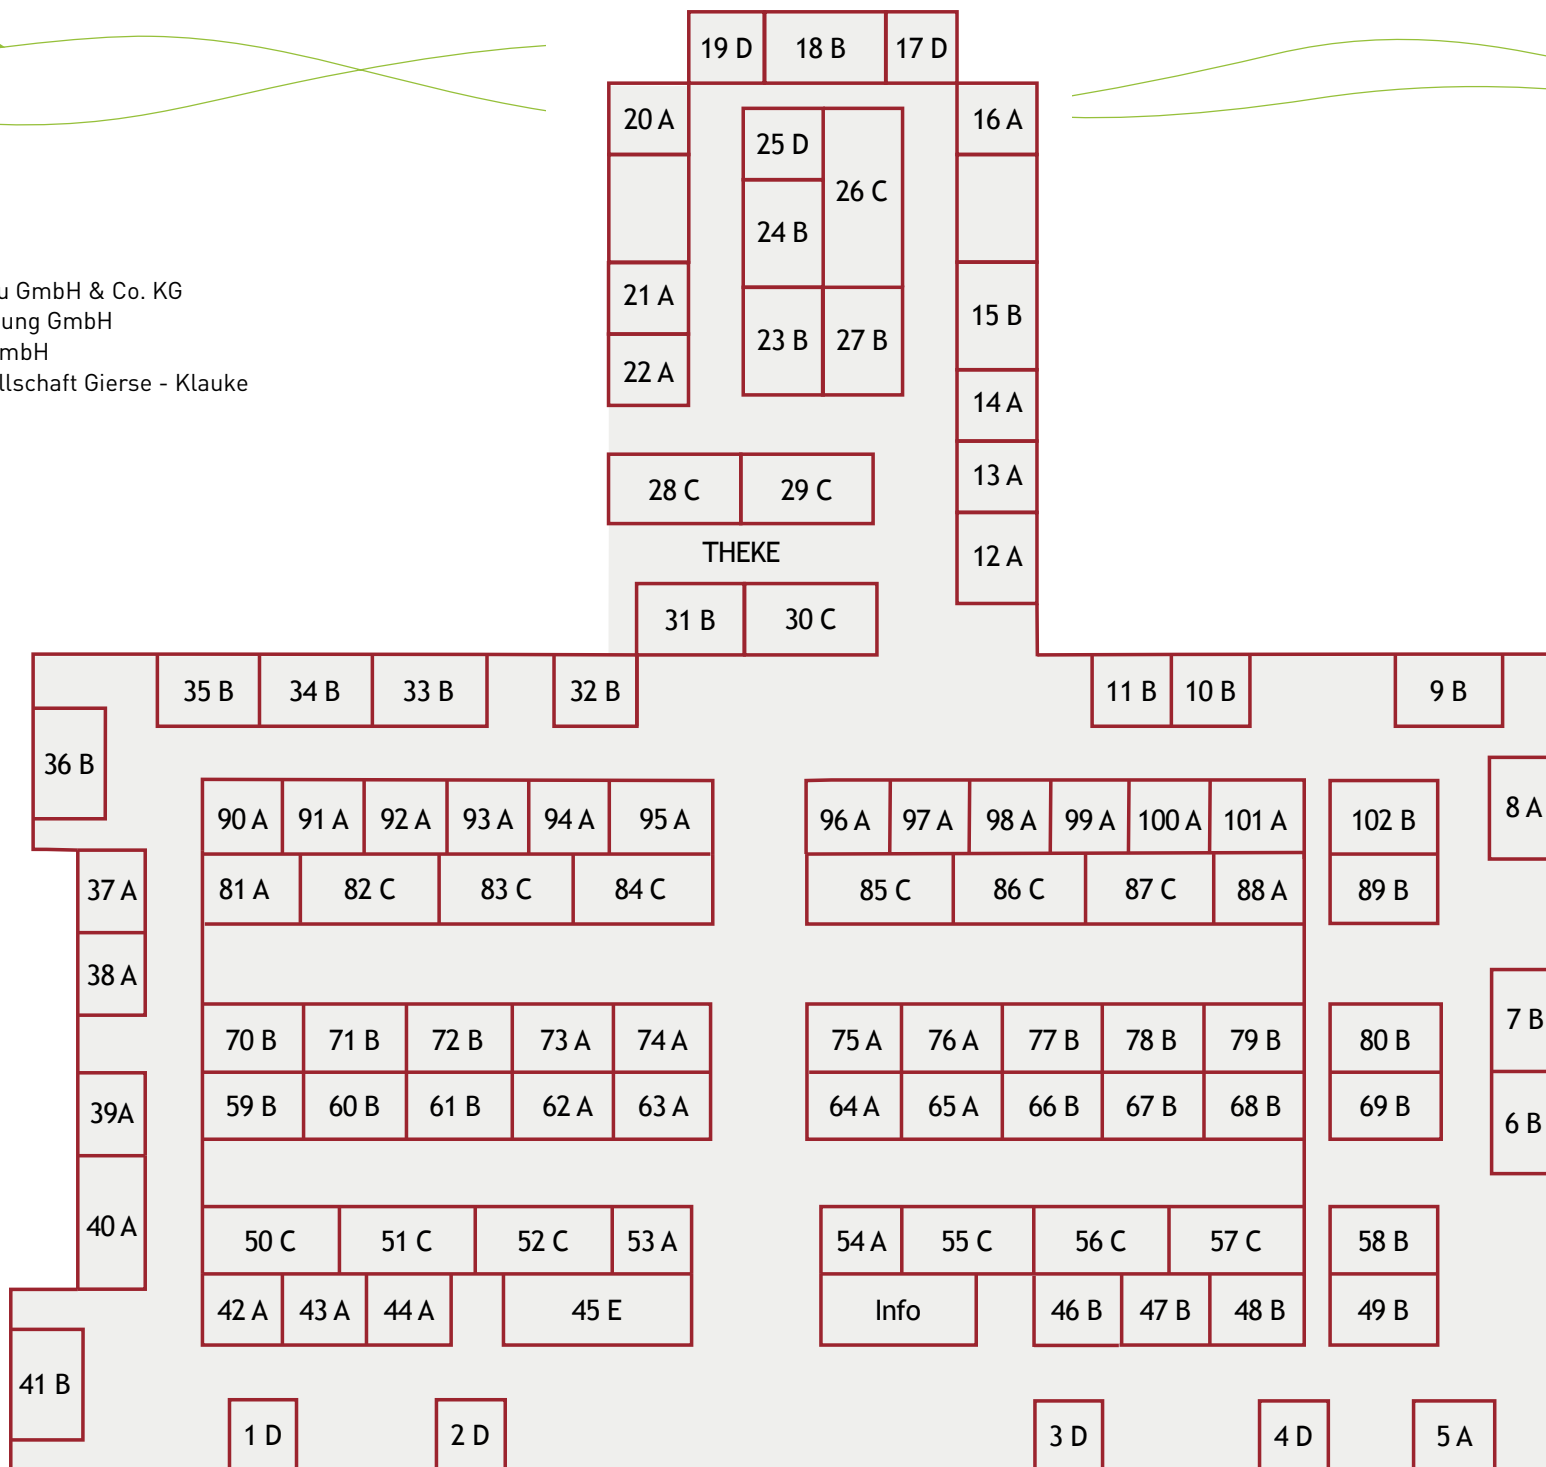 19 D 18 B 17 D
20 A 16 A
25 D
26 C
24 B
GmbH & Co. KG
21 A
15 B
GmbH
23 B 27 B
22 A
Gierse - Klauke
14 A
13 A
28 C 29 C
THEKE
12 A
31 B 30 C
35 B 34 B 33 B 32 B 11 B 10 B 9 B
36 B
8 A
90 A 91 A 92 A 93 A 94 A 95 A 96 A 97 A 98 A 99 A 100 A 101 A 102 B
37 A 81 A 82 C 83 C 84 C 85 C 86 C 87 C 88 A 89 B
38 A
7 B
70 B 71 B 72 B 73 A 74 A 75 A 76 A 77 B 78 B 79 B 80 B
39A 59 B 60 B 61 B 62 A 63 A 64 A 65 A 66 B 67 B 68 B 69 B
6 B
40 A
50 C 51 C 52 C 53 A 54 A 55 C 56 C 57 C 58 B
42 A 43 A 44 A 45 E Info 46 B 47 B 48 B 49 B
41 B
1 D 2 D 3 D 4 D 5 A